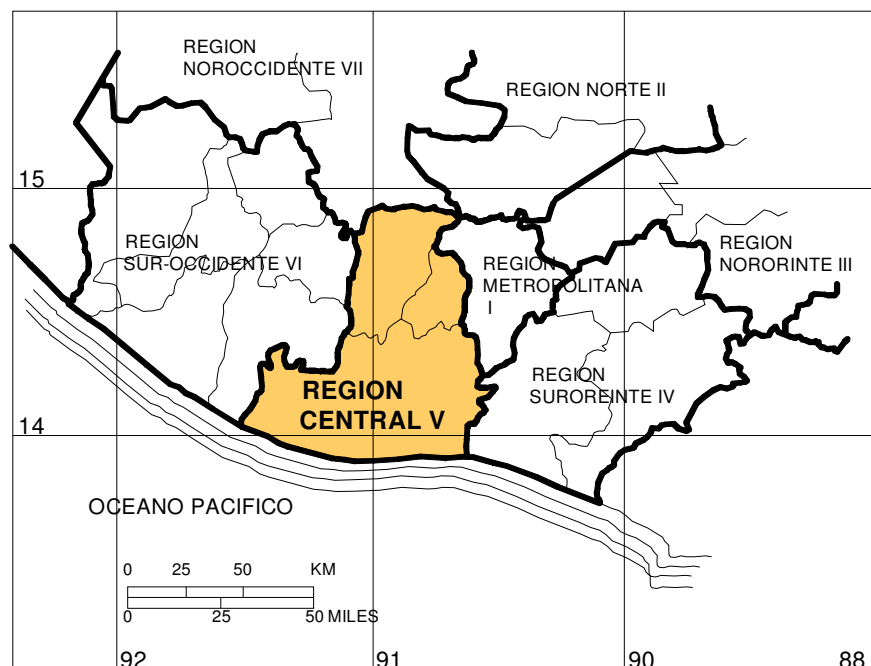 REGION
NOROCCIDENTE VII
REGION NORTE II
15
REGION
SUR-OCCIDENTE VI
REGION
METROPOLITANA
I
REGION
NORORINTE III
REGION
CENTRAL V
REGION
SUROREINTE IV
14
OCEANO PACIFICO
0 25 50 KM
0 25 50 MILES
92 91 90 88